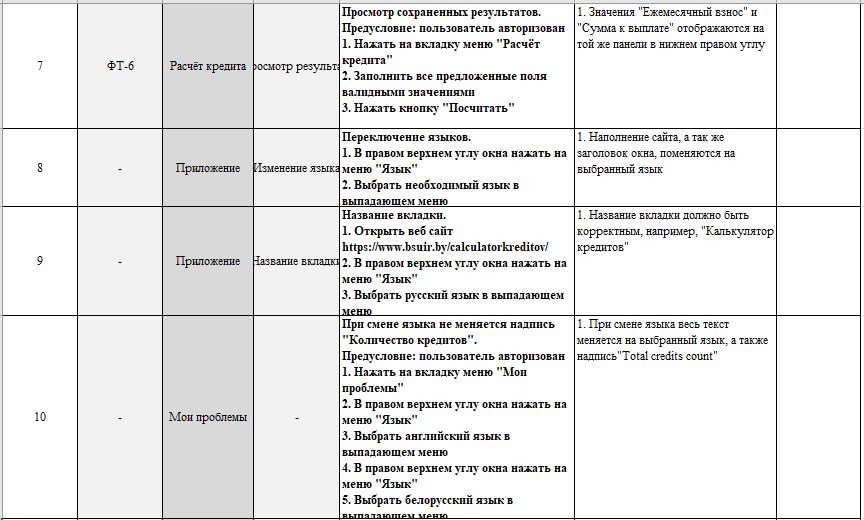 7
ФТ-6
Расчёт кредита
росмотр результа
Просмотр сохраненных результатов.
Предусловие: пользователь авторизован
1. Нажать на вкладку меню "Расчёт
кредита"
2. Заполнить все предложенные поля
валидными значениями
3. Нажать кнопку "Посчитать"
1. Значения "Ежемесячный взнос" и
"Сумма к выплате" отображаются на
той же панели в нижнем правом углу
8
-
Приложение
Изменение языка
Переключение языков.
1. В правом верхнем углу окна нажать на
меню "Язык"
2. Выбрать необходимый язык в
выпадающем меню
1. Наполнение сайта, а так же
заголовок окна, поменяются на
выбранный язык
9
-
Приложение
Название вкладки
Название вкладки.
1. Открыть веб сайт
https://www.bsuir.by/calculatorkreditov/
2. В правом верхнем углу окна нажать на
меню "Язык"
3. Выбрать русский язык в выпадающем
меню
1. Название вкладки должно быть
корректным, например, "Калькулятор
кредитов"
10
-
Мои проблемы
-
При смене языка не меняется надпись
"Количество кредитов".
Предусловие: пользователь авторизован
1. Нажать на вкладку меню "Мои
проблемы"
2. В правом верхнем углу окна нажать на
меню "Язык"
3. Выбрать английский язык в
выпадающем меню
4. В правом верхнем углу окна нажать на
меню "Язык"
5. Выбрать белорусский язык в
выпадающем меню
1. При смене языка весь текст
меняется на выбранный язык, а также
надпись"Total credits count"